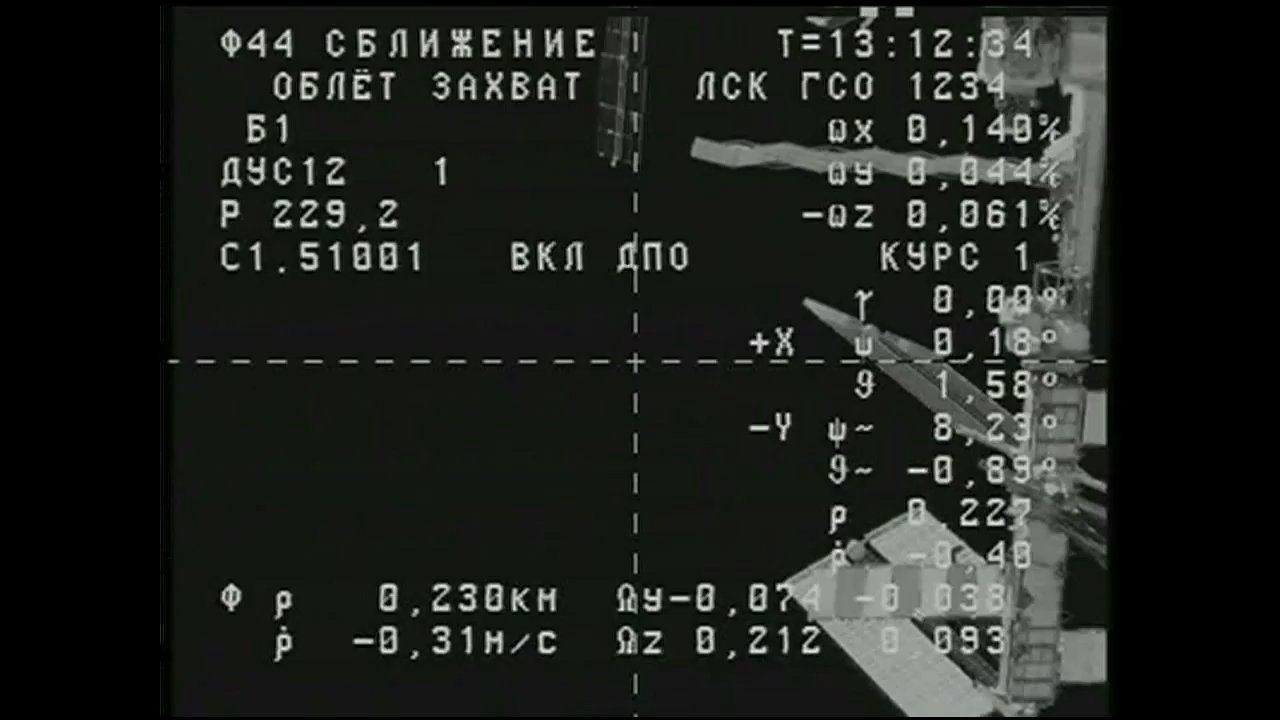 Ф44 СБЛИЖЕНИЕ Т=13:12:34
ОБЛЁТ ЗАХВАТ ЛСК ГСО 1234
Б1 ωx 0,140%
ДУС12 1 ωy 0,044%
Р 229,2 -ωz 0,061%
С1.51001 ВКЛ ДПО КУРС 1
γ 0,00°
+X ψ 0,18°
ϑ 1,58°
-Y ψ~ 8,23°
ϑ~ -0,89°
ρ 0,227
ρ̇ -0,40
Ф ρ 0,230км Ωy-0,074 -0,038
ρ̇ -0,31м/с Ωz 0,212 0,093